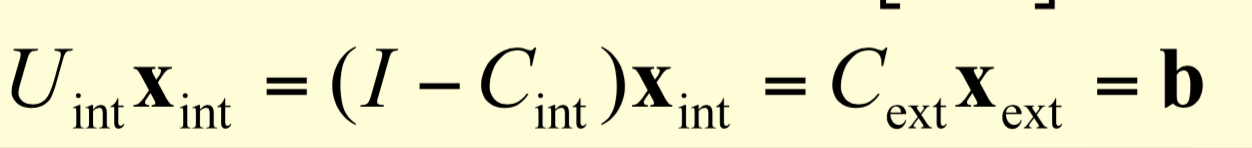 U_int x_int = (I − C_int)x_int = C_ext x_ext = b